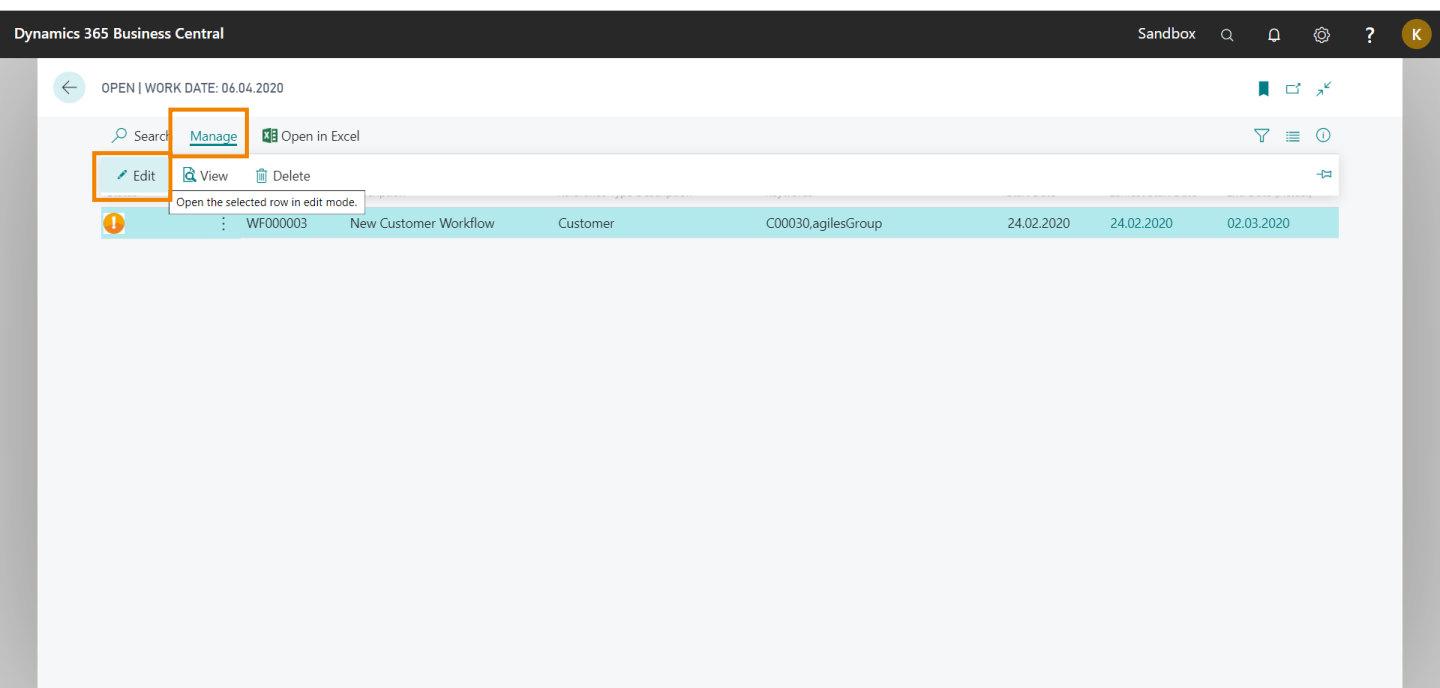 Dynamics 365 Business Central Sandbox ? K
OPEN | WORK DATE: 06.04.2020
Search Manage Open in Excel
Edit View Delete
Open the selected row in edit mode.
WF000003 New Customer Workflow Customer C00030,agilesGroup 24.02.2020 24.02.2020 02.03.2020